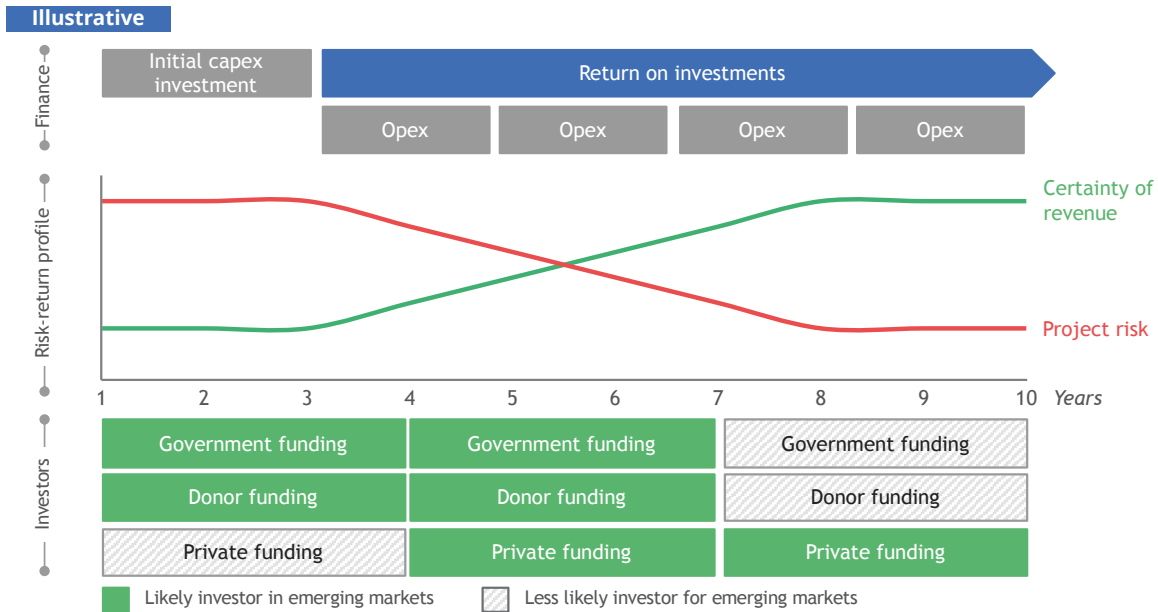 Illustrative
Finance
Initial capex
investment
Return on investments
Opex
Opex
Opex
Opex
Risk-return profile
Certainty of
revenue
Project risk
1
2
3
4
5
6
7
8
9
10
Years
Investors
Government funding
Government funding
Government funding
Donor funding
Donor funding
Donor funding
Private funding
Private funding
Private funding
Likely investor in emerging markets
Less likely investor for emerging markets